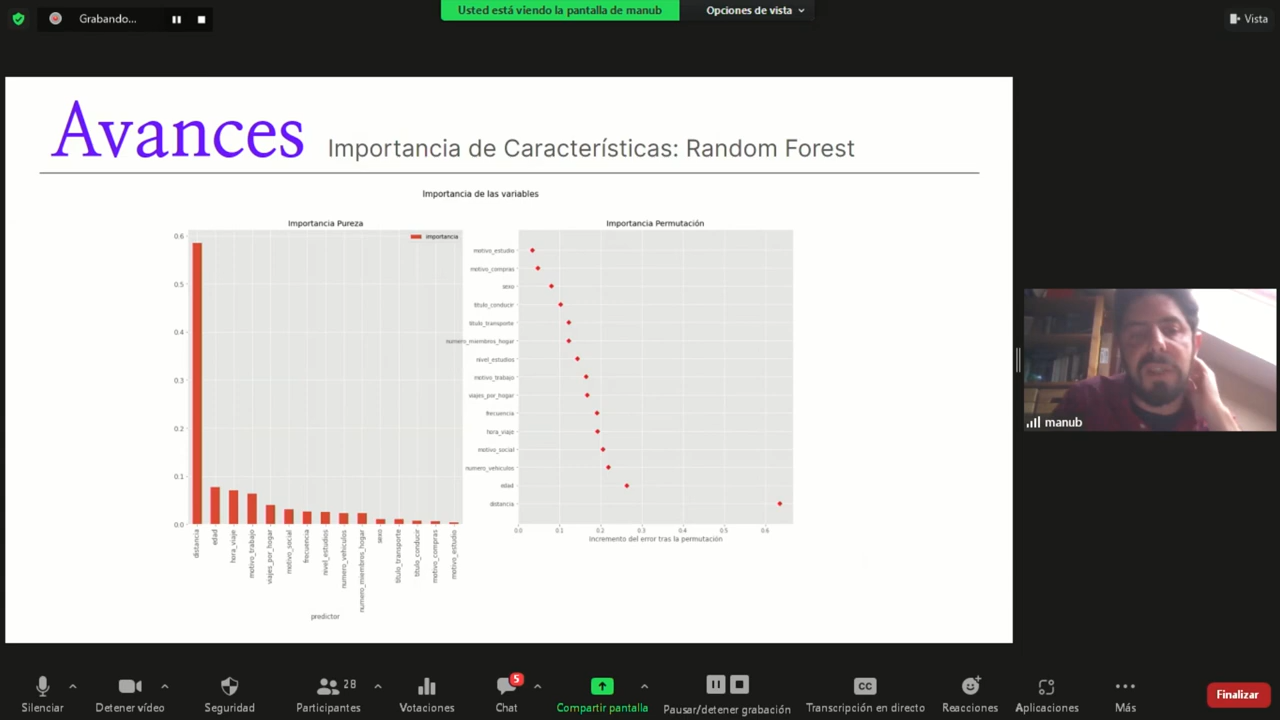 Grabando...
Usted está viendo la pantalla de manub
Opciones de vista
Vista
Avances
Importancia de Características: Random Forest
Importancia de las variables
Importancia Pureza
importancia
0.6
0.5
0.4
0.3
0.2
0.1
0.0
distancia
edad
hora_viaje
motivo_trabajo
viajes_por_hogar
motivo_social
frecuencia
nivel_estudios
numero_vehiculos
numero_miembros_hogar
sexo
titulo_transporte
titulo_conducir
motivo_compras
motivo_estudio
predictor
Importancia Permutación
motivo_estudio
motivo_compras
sexo
titulo_conducir
titulo_transporte
numero_miembros_hogar
nivel_estudios
motivo_trabajo
viajes_por_hogar
frecuencia
hora_viaje
motivo_social
numero_vehiculos
edad
distancia
0.0 0.1 0.2 0.3 0.4 0.5 0.6
Incremento del error tras la permutación
manub
Silenciar
Detener vídeo
Seguridad
28
Participantes
Votaciones
5
Chat
Compartir pantalla
Pausar/detener grabación
CC
Transcripción en directo
Reacciones
Aplicaciones
Más
Finalizar